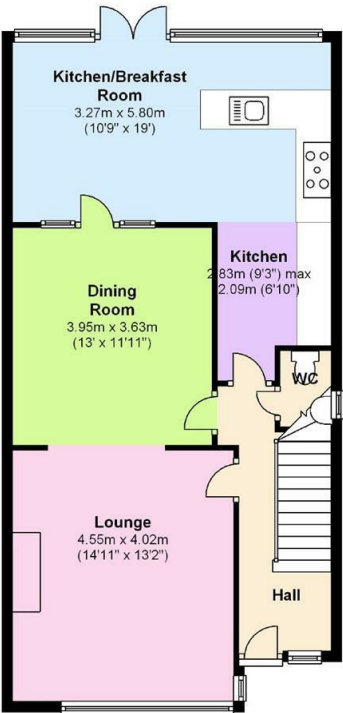 Kitchen/Breakfast
Room
3.27m x 5.80m
(10'9" x 19')
Kitchen
2.83m (9'3") max
2.09m (6'10")
Dining
Room
3.95m x 3.63m
(13' x 11'11")
WC
Lounge
4.55m x 4.02m
(14'11" x 13'2")
Hall